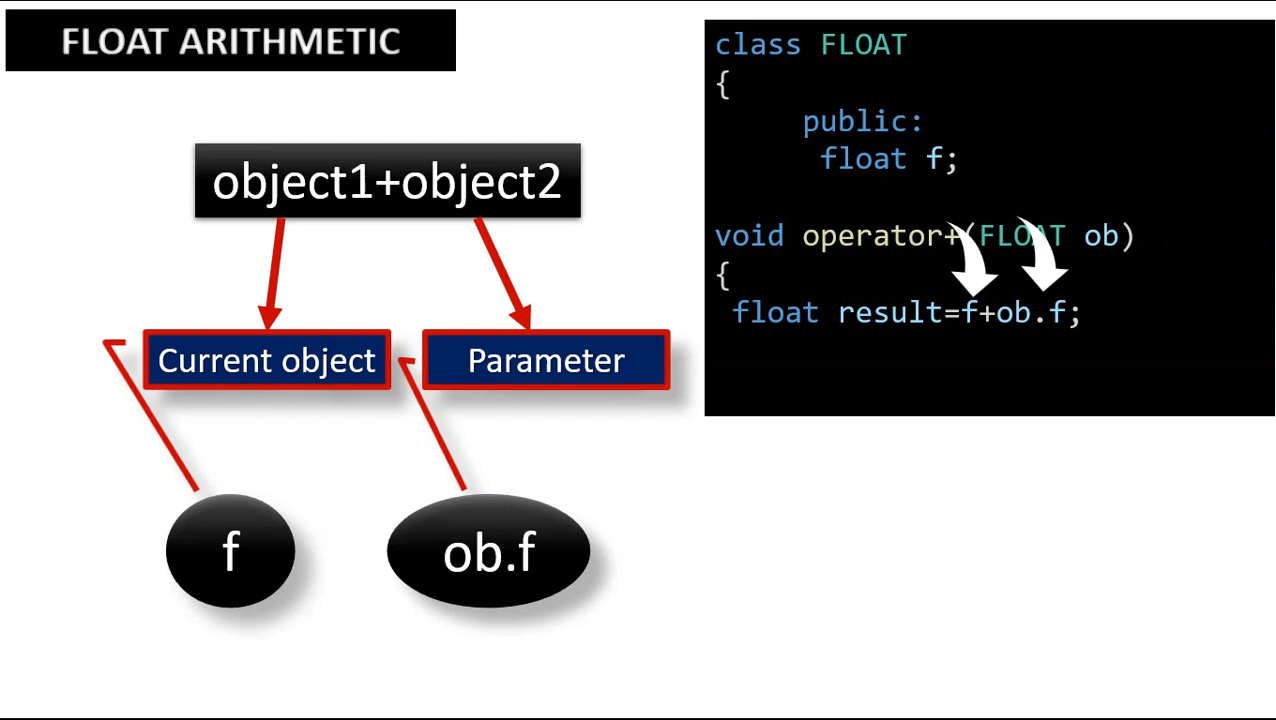 FLOAT ARITHMETIC
object1+object2
Current object
Parameter
f
ob.f
class FLOAT
{
public:
float f;
void operator+(FLOAT ob)
{
float result=f+ob.f;